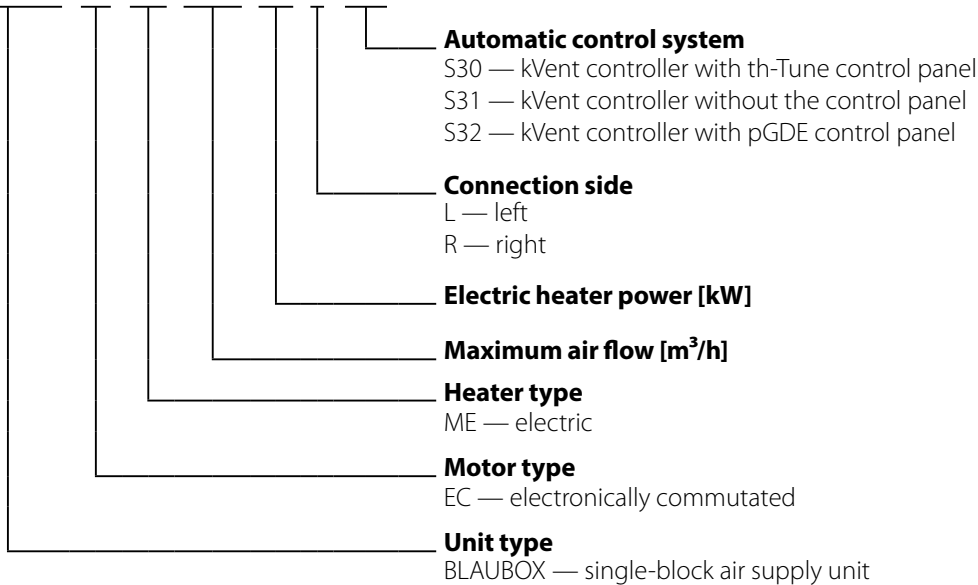 Automatic control system
S30 — kVent controller with th-Tune control panel
S31 — kVent controller without the control panel
S32 — kVent controller with pGDE control panel
Connection side
L — left
R — right
Electric heater power [kW]
Maximum air flow [m³/h]
Heater type
ME — electric
Motor type
EC — electronically commutated
Unit type
BLAUBOX — single-block air supply unit